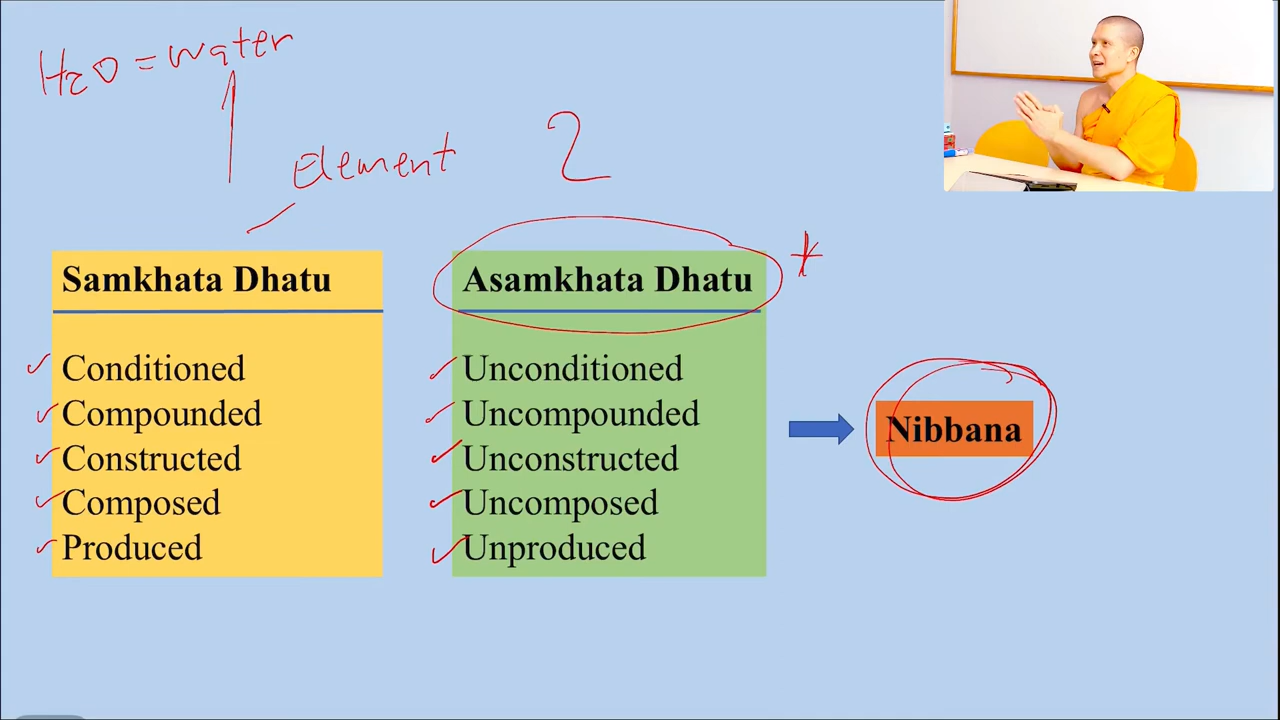 H2O = water
Element
2
Samkhata Dhatu
Conditioned
Compounded
Constructed
Composed
Produced
Asamkhata Dhatu
*
Unconditioned
Uncompounded
Unconstructed
Uncomposed
Unproduced
Nibbana